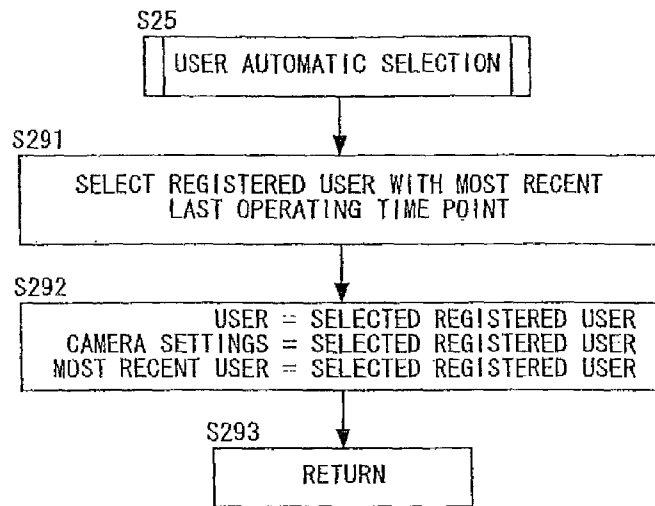 S25
USER AUTOMATIC SELECTION
S291
SELECT REGISTERED USER WITH MOST RECENT
LAST OPERATING TIME POINT
S292
USER = SELECTED REGISTERED USER
CAMERA SETTINGS = SELECTED REGISTERED USER
MOST RECENT USER = SELECTED REGISTERED USER
S293
RETURN